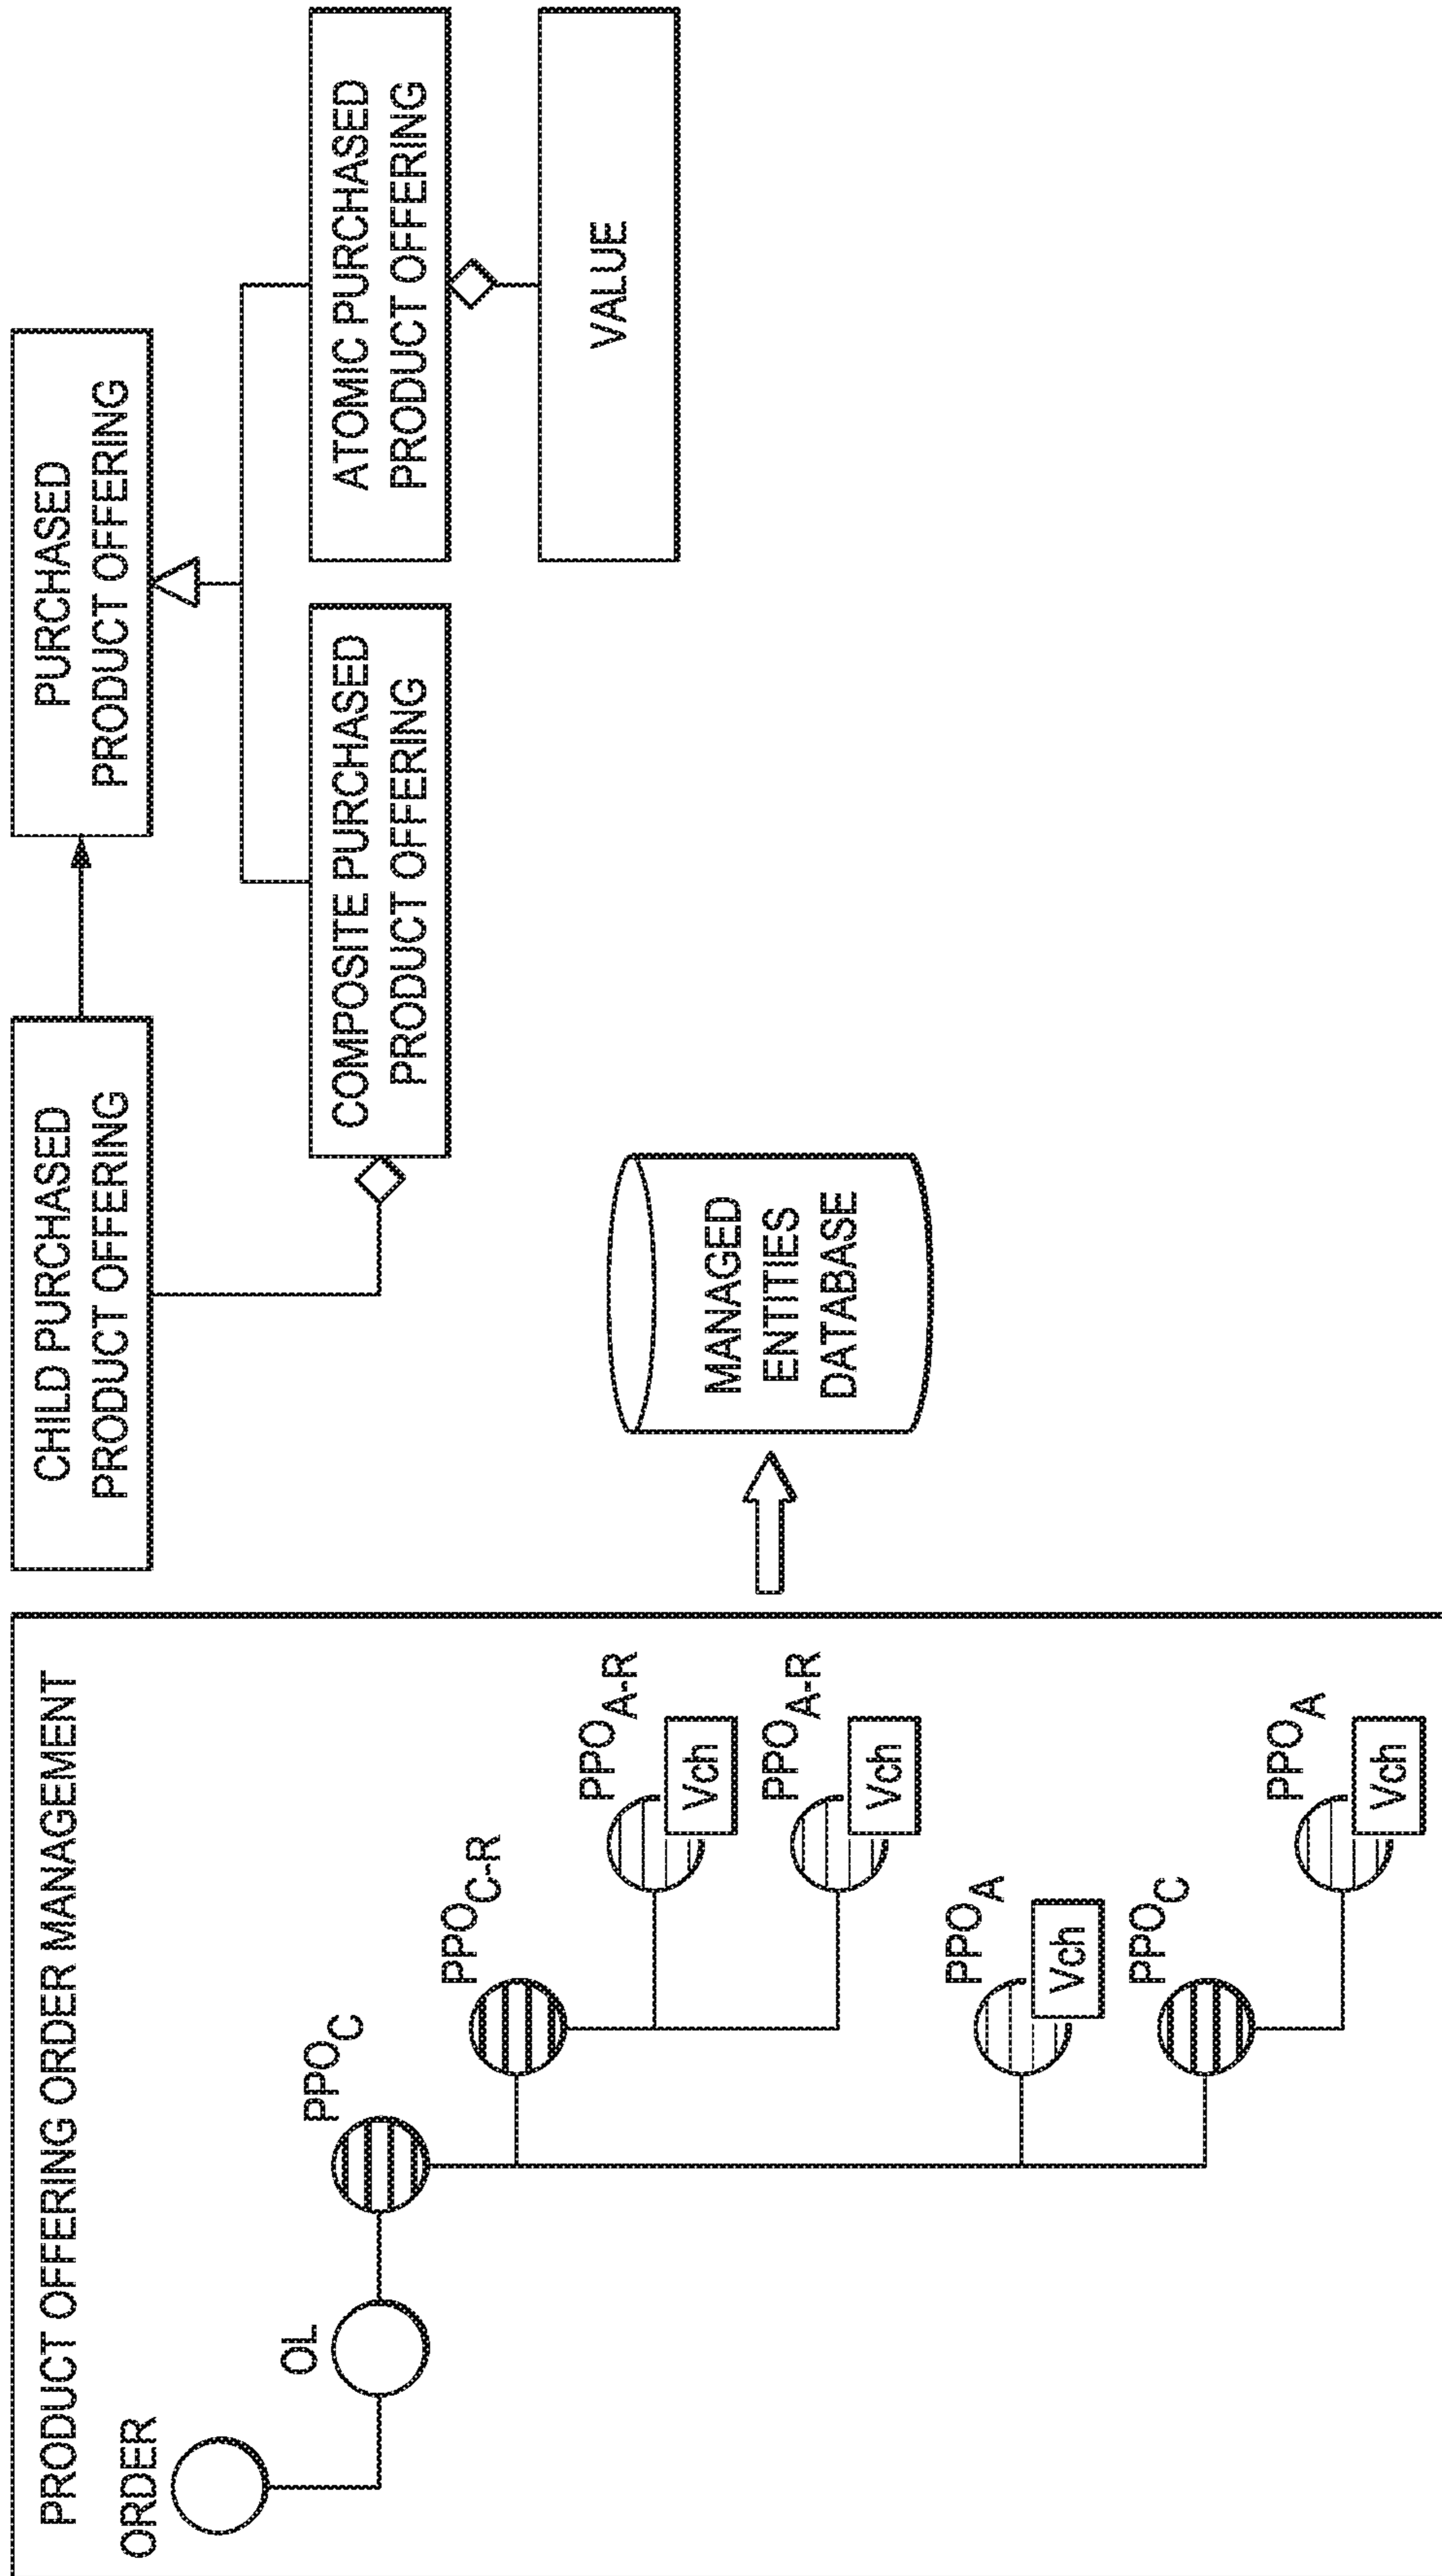 PRODUCT OFFERING ORDER MANAGEMENT
ORDER
OL
PPOC
PPOC-R
PPOA-R
Vch
PPOA-R
Vch
PPOA
Vch
PPOC
PPOA
Vch
MANAGED
ENTITIES
DATABASE
CHILD PURCHASED
PRODUCT OFFERING
PURCHASED
PRODUCT OFFERING
COMPOSITE PURCHASED
PRODUCT OFFERING
ATOMIC PURCHASED
PRODUCT OFFERING
VALUE